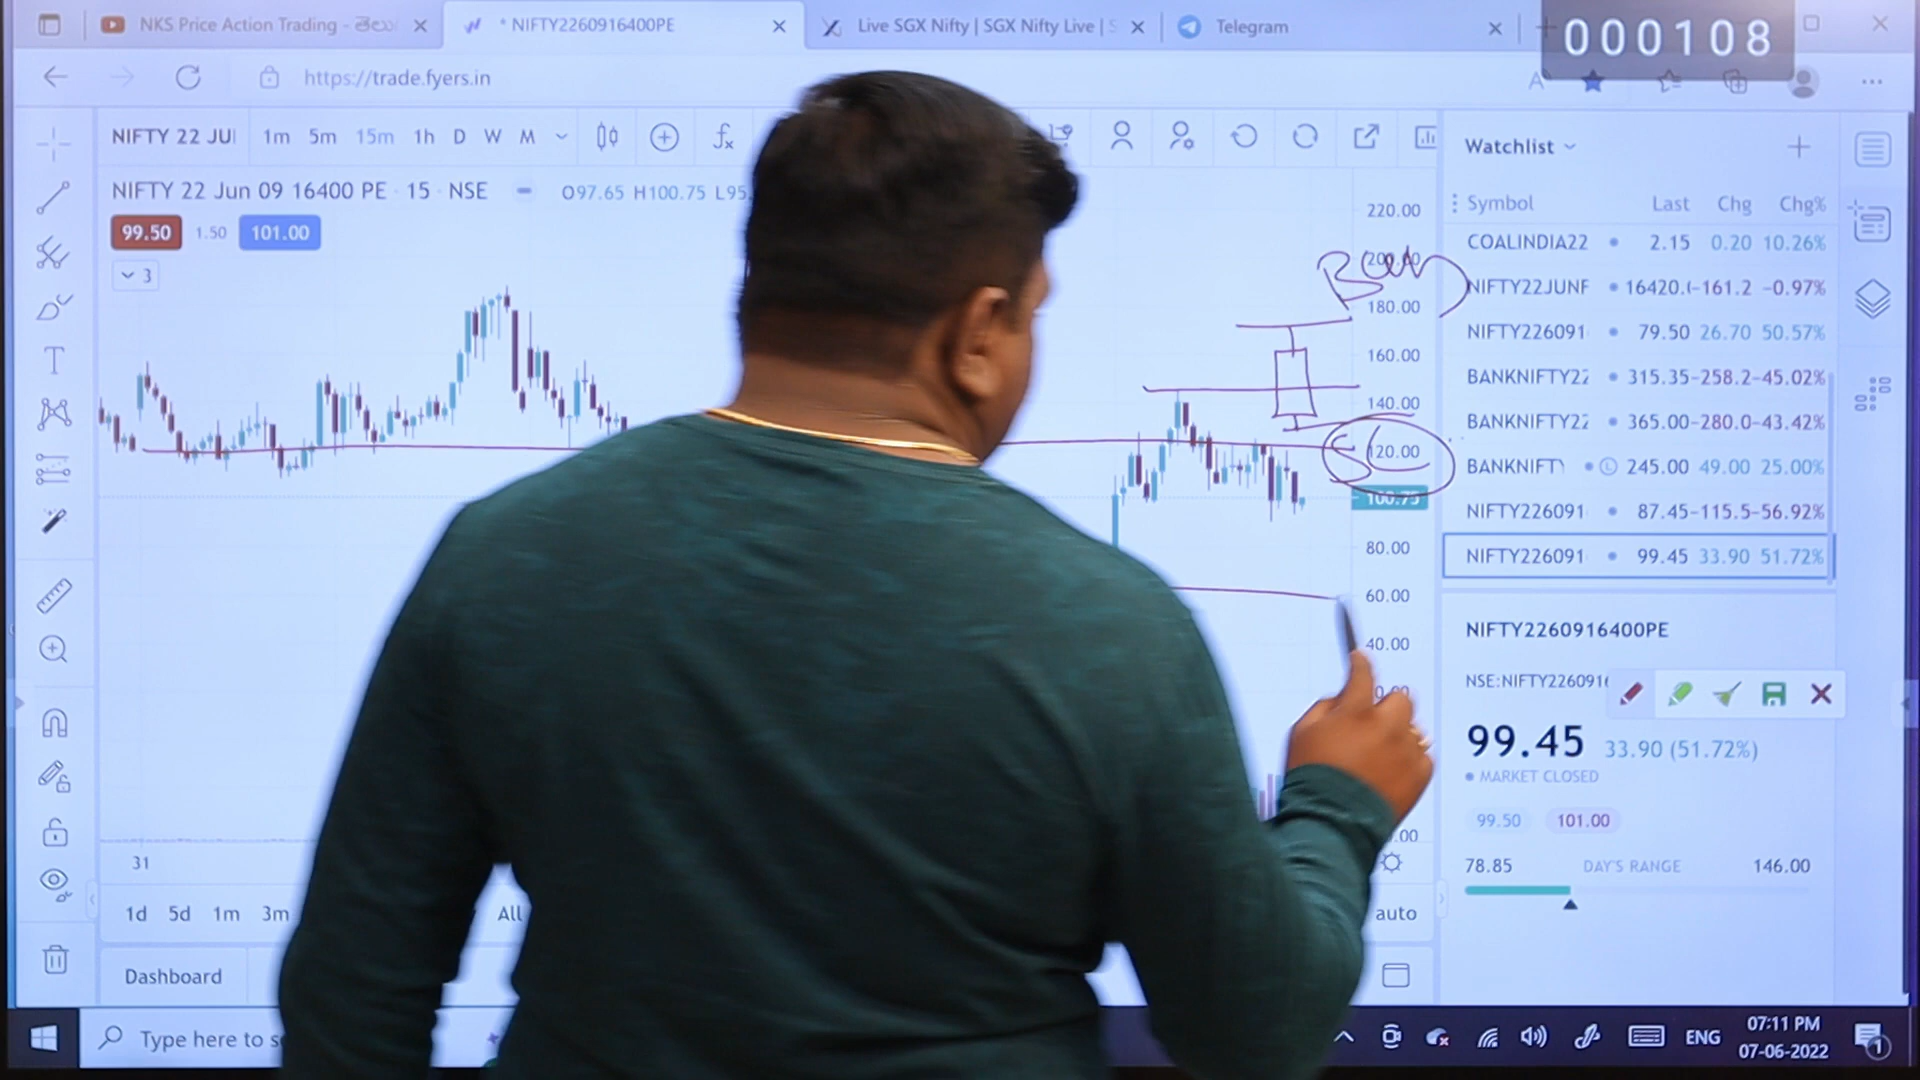 NKS Price Action Trading - తెలు
* NIFTY2260916400PE
Live SGX Nifty | SGX Nifty Live | S
Telegram
000108
https://trade.fyers.in
NIFTY 22 JUI
1m 5m 15m 1h D W M
NIFTY 22 Jun 09 16400 PE · 15 · NSE
O97.65 H100.75 L95.
99.50 1.50 101.00
3
220.00
200.00
180.00
160.00
140.00
120.00
100.75
80.00
60.00
40.00
SL
31
1d 5d 1m 3m
All
auto
Dashboard
Watchlist
Symbol Last Chg Chg%
COALINDIA22 2.15 0.20 10.26%
NIFTY22JUNF 16420.(-161.2 -0.97%
NIFTY226091 79.50 26.70 50.57%
BANKNIFTY22 315.35-258.2-45.02%
BANKNIFTY22 365.00-280.0-43.42%
BANKNIFTY 245.00 49.00 25.00%
NIFTY226091 87.45-115.5-56.92%
NIFTY226091 99.45 33.90 51.72%
NIFTY2260916400PE
NSE:NIFTY226091
99.45 33.90 (51.72%)
MARKET CLOSED
99.50 101.00
78.85 DAY'S RANGE 146.00
Type here to s
ENG
07:11 PM
07-06-2022
1